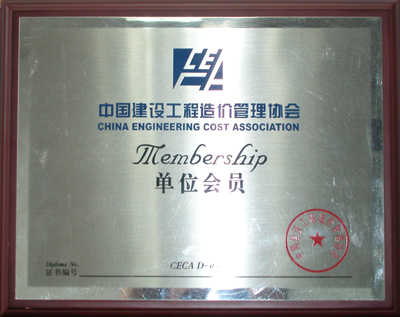 中国建设工程造价管理协会
CHINA ENGINEERING COST ASSOCIATION
Membership
单位会员
Diploma No.
证书编号
CECA